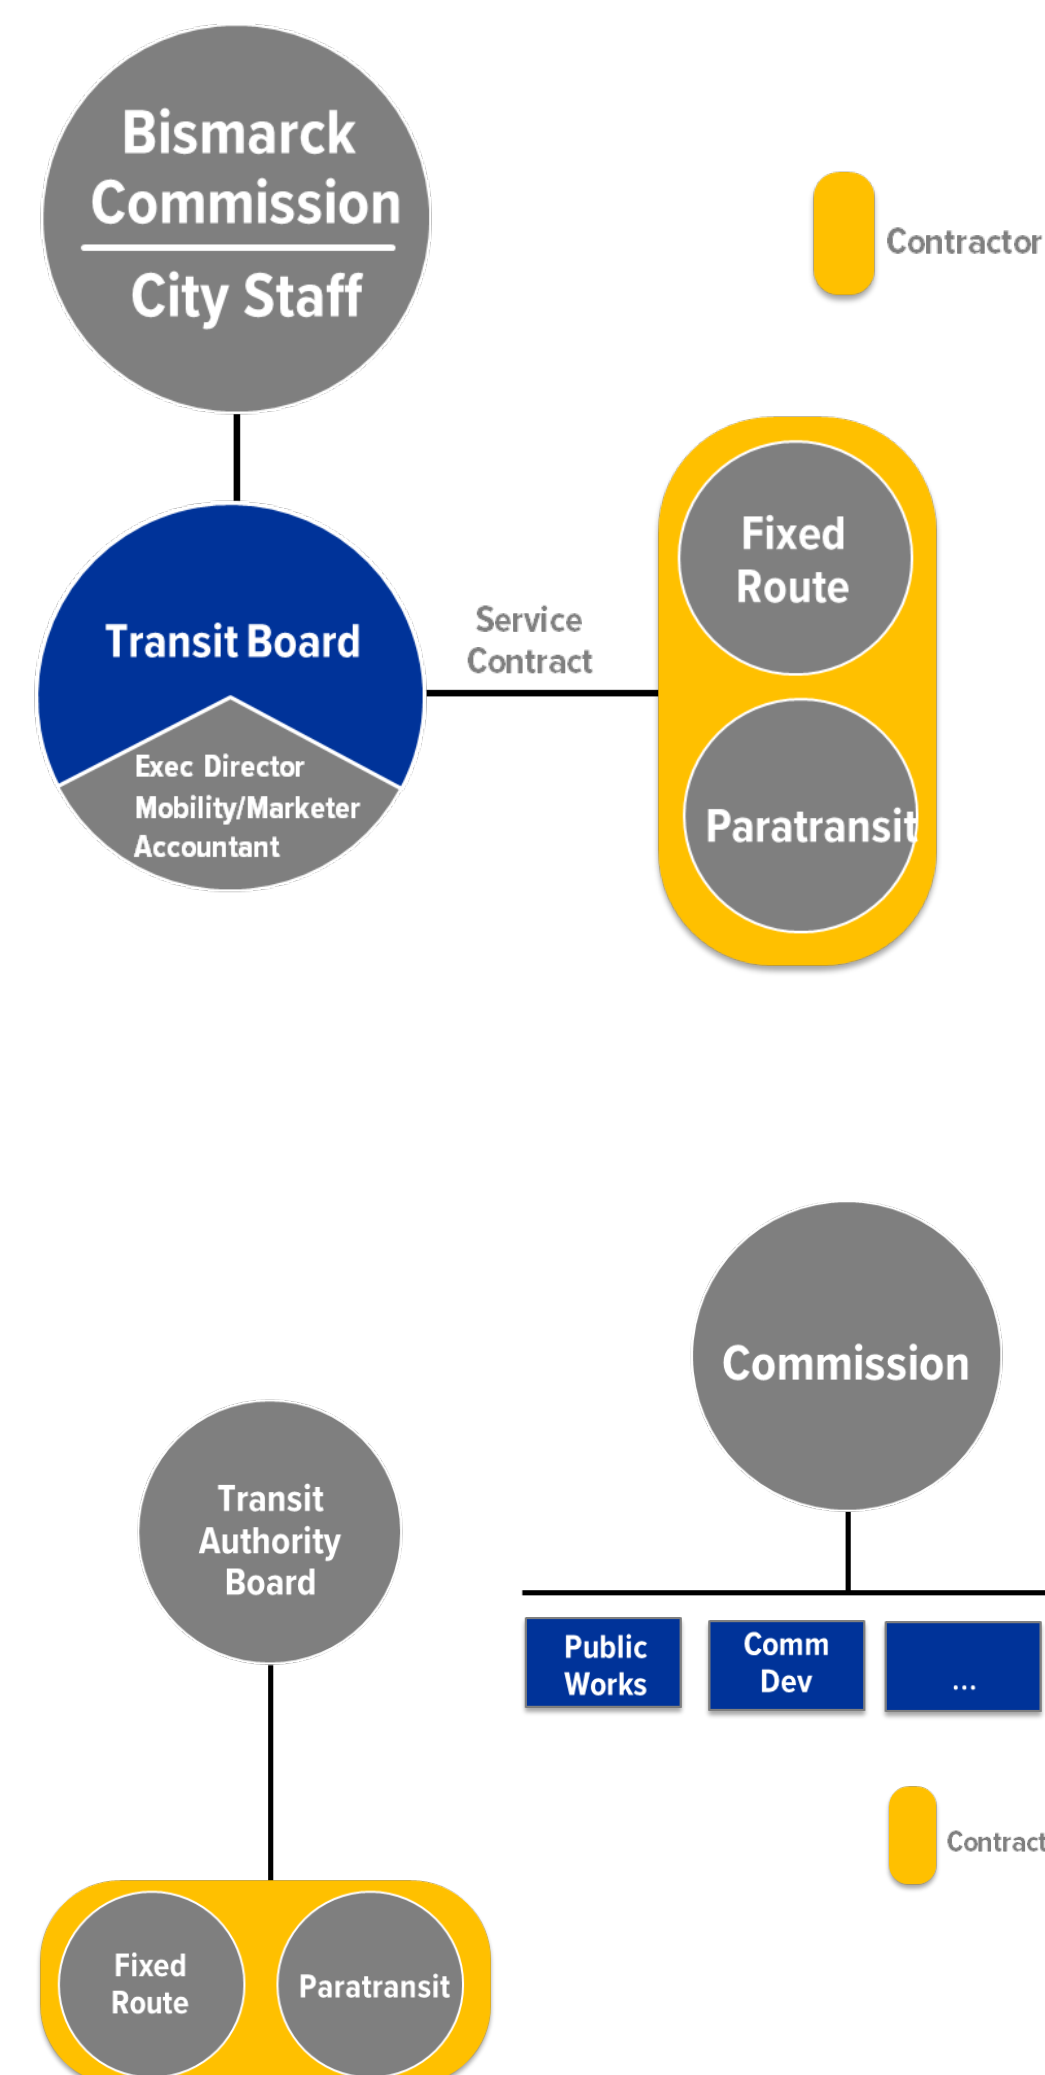 Bismarck
Commission
City Staff
Contractor
Transit Board
Exec Director
Mobility/Marketer
Accountant
Service
Contract
Fixed
Route
Paratransit
Commission
Transit
Authority
Board
Public
Works
Comm
Dev
...
Contract
Fixed
Route
Paratransit